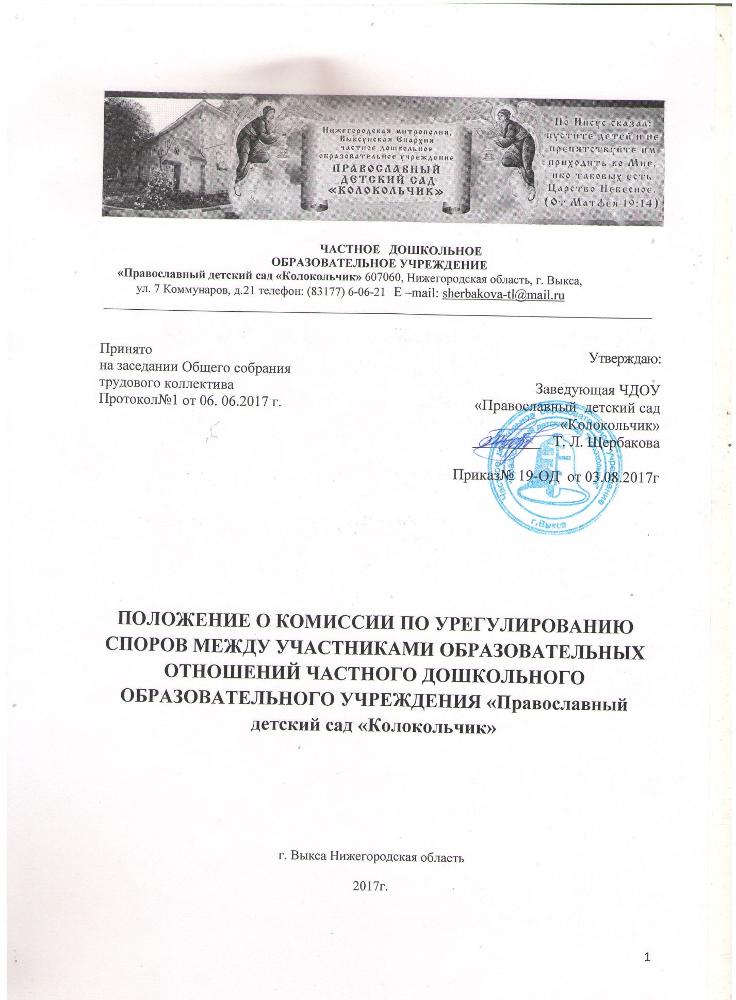 Нижегородская митрополия,
Выксунская Епархия
частное дошкольное
образовательное учреждение
ПРАВОСЛАВНЫЙ
ДЕТСКИЙ САД
«КОЛОКОЛЬЧИК»
Но Иисус сказал:
пустите детей и не
препятствуйте им
приходить ко Мне,
ибо таковых есть
Царство Небесное.
(От Матфея 19:14)
ЧАСТНОЕ ДОШКОЛЬНОЕ
ОБРАЗОВАТЕЛЬНОЕ УЧРЕЖДЕНИЕ
«Православный детский сад «Колокольчик» 607060, Нижегородская область, г. Выкса,
ул. 7 Коммунаров, д.21 телефон: (83177) 6-06-21 E –mail: sherbakova-tl@mail.ru
Принято
на заседании Общего собрания
трудового коллектива
Протокол№1 от 06. 06.2017 г.
Утверждаю:
Заведующая ЧДОУ
«Православный детский сад
«Колокольчик»
Т. Л. Щербакова
Приказ№ 19-ОД от 03.08.2017г
Частное дошкольное образовательное учреждение
"Православный детский сад "Колокольчик"
г.Выкса
ПОЛОЖЕНИЕ О КОМИССИИ ПО УРЕГУЛИРОВАНИЮ
СПОРОВ МЕЖДУ УЧАСТНИКАМИ ОБРАЗОВАТЕЛЬНЫХ
ОТНОШЕНИЙ ЧАСТНОГО ДОШКОЛЬНОГО
ОБРАЗОВАТЕЛЬНОГО УЧРЕЖДЕНИЯ «Православный
детский сад «Колокольчик»
г. Выкса Нижегородская область
2017г.
1